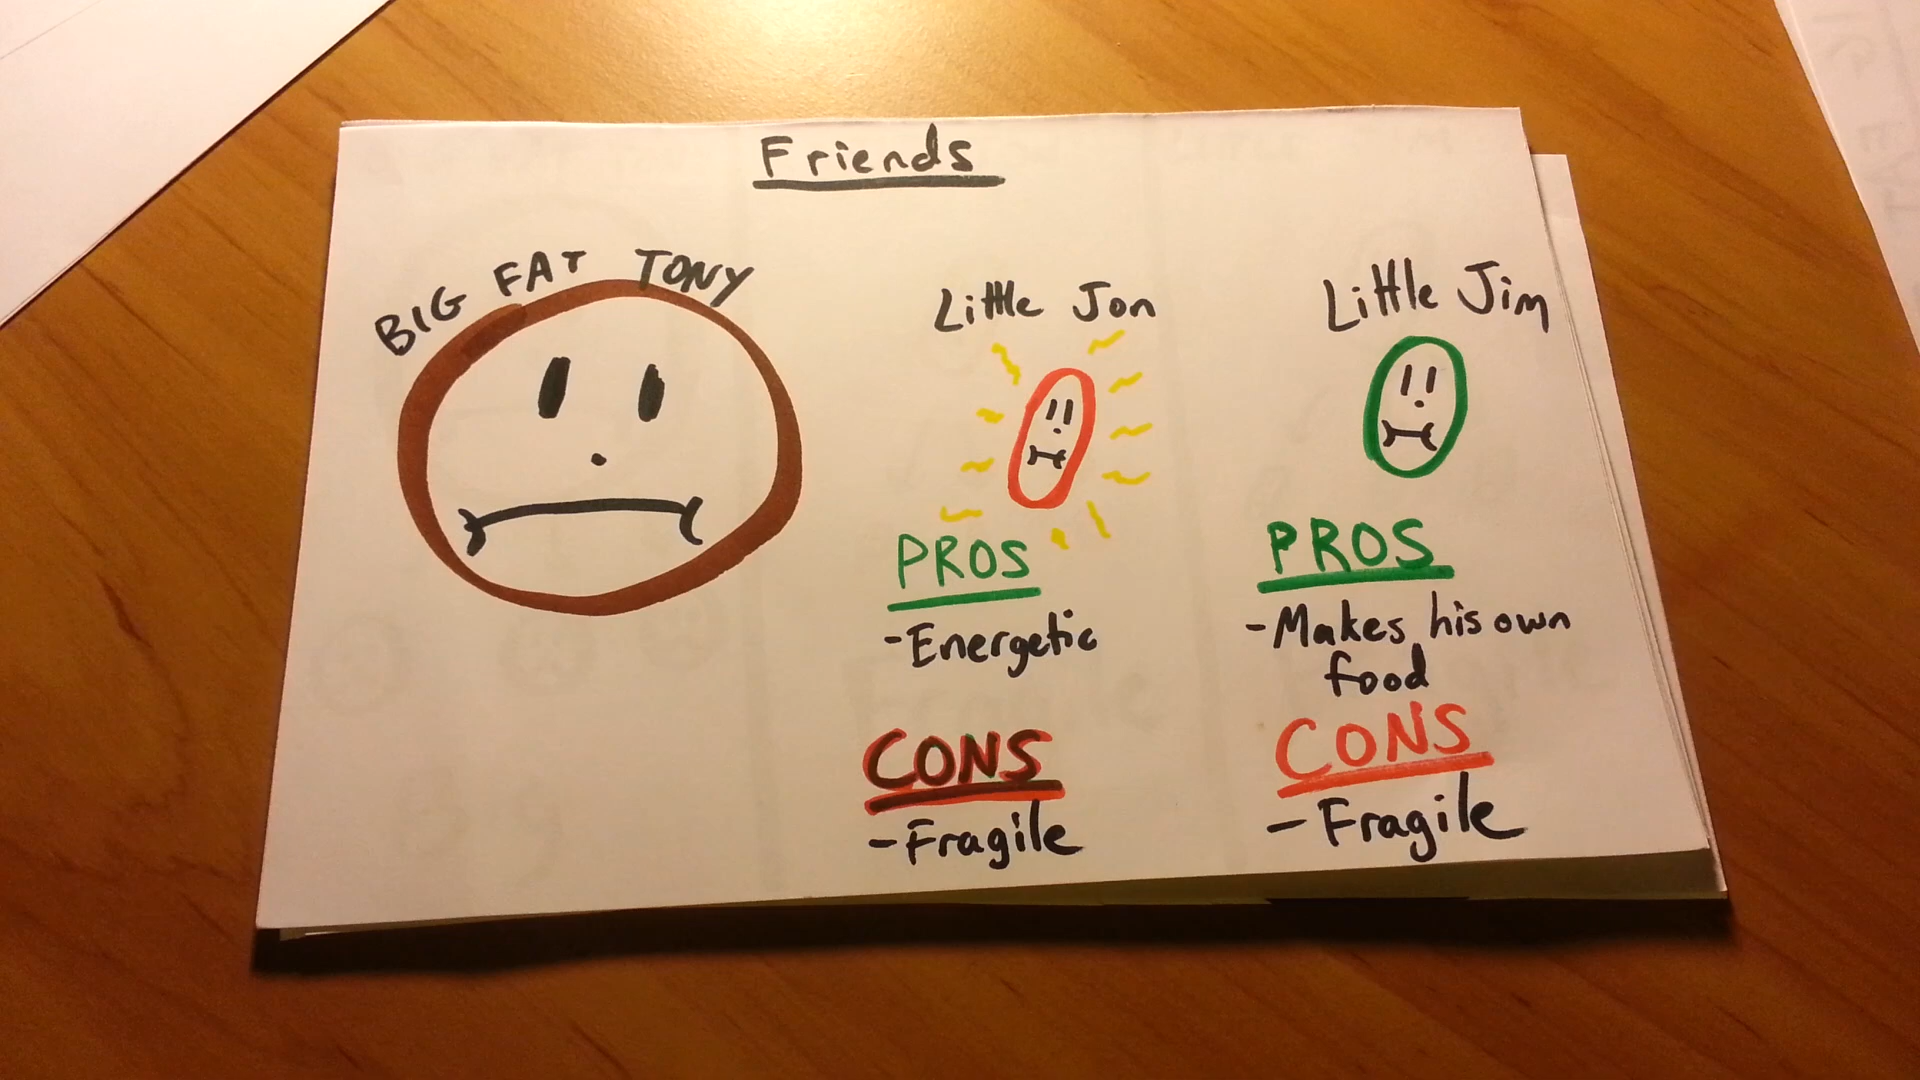 Friends
BIG FAT TONY
Little Jon
PROS
-Energetic
CONS
-Fragile
Little Jim
PROS
-Makes his own
food
CONS
-Fragile